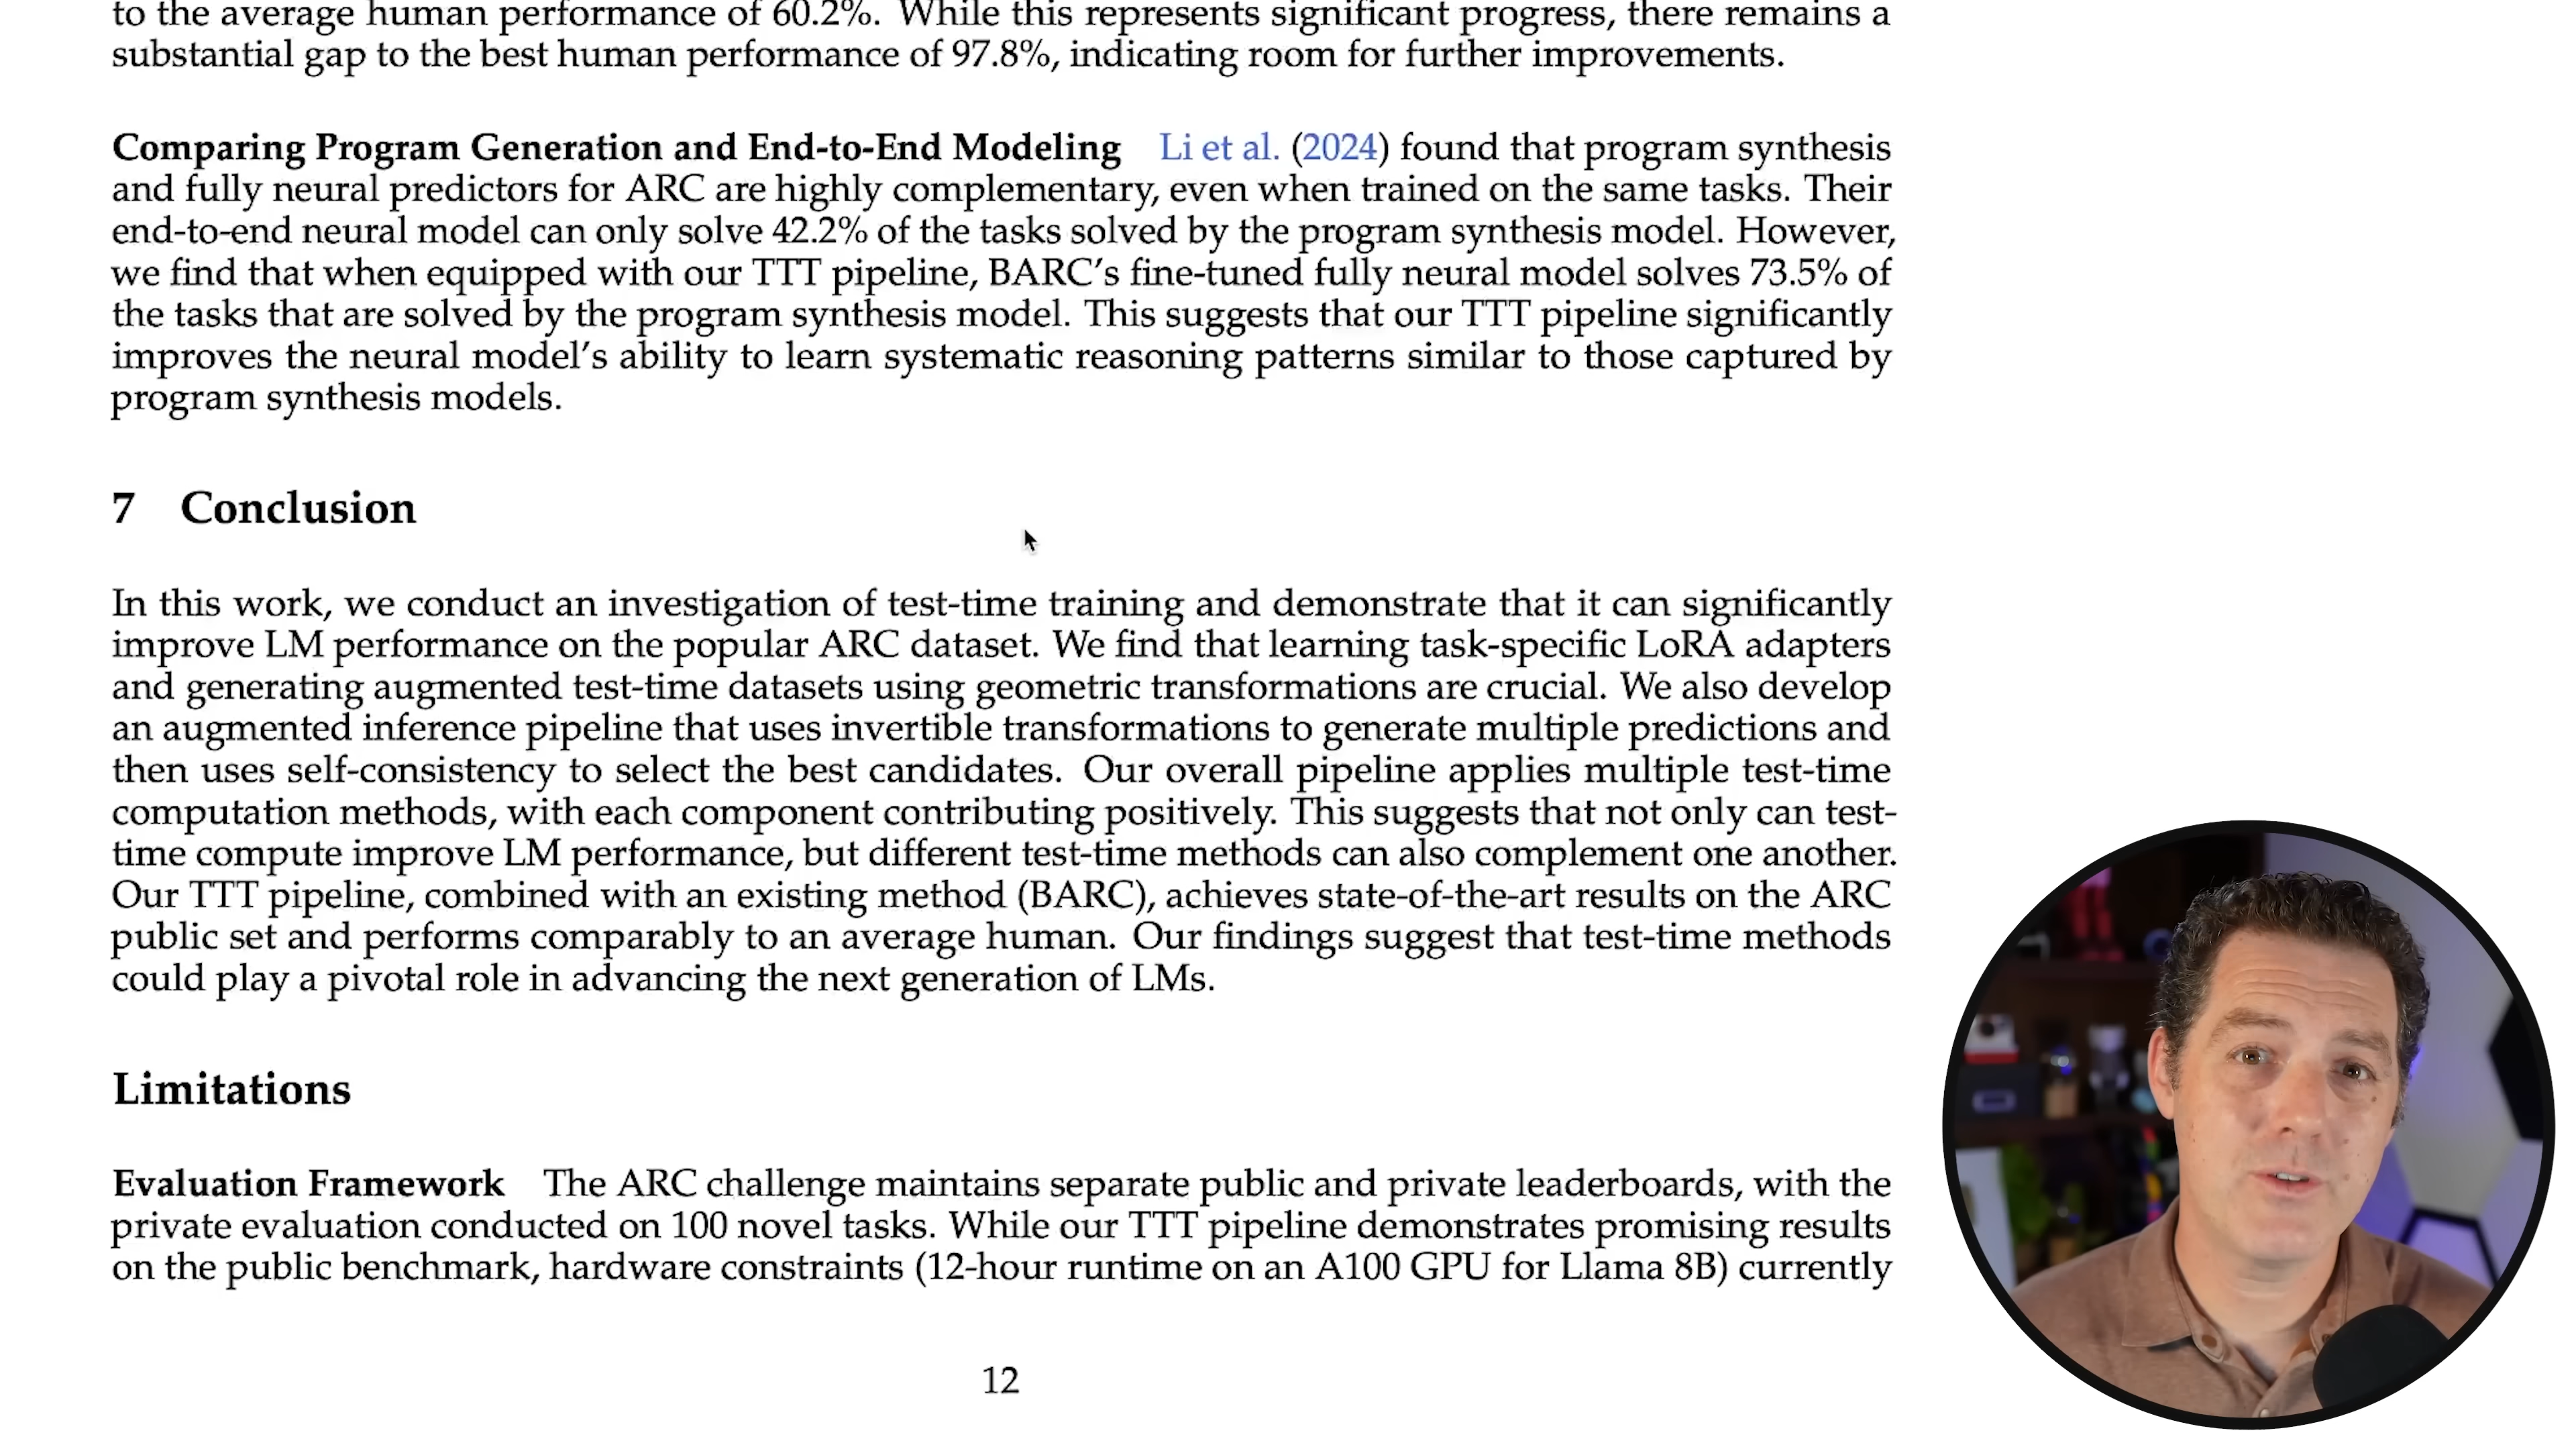 to the average human performance of 60.2%. While this represents significant progress, there remains a
substantial gap to the best human performance of 97.8%, indicating room for further improvements.
Comparing Program Generation and End-to-End Modeling Li et al. (2024) found that program synthesis
and fully neural predictors for ARC are highly complementary, even when trained on the same tasks. Their
end-to-end neural model can only solve 42.2% of the tasks solved by the program synthesis model. However,
we find that when equipped with our TTT pipeline, BARC's fine-tuned fully neural model solves 73.5% of
the tasks that are solved by the program synthesis model. This suggests that our TTT pipeline significantly
improves the neural model's ability to learn systematic reasoning patterns similar to those captured by
program synthesis models.
7 Conclusion
In this work, we conduct an investigation of test-time training and demonstrate that it can significantly
improve LM performance on the popular ARC dataset. We find that learning task-specific LoRA adapters
and generating augmented test-time datasets using geometric transformations are crucial. We also develop
an augmented inference pipeline that uses invertible transformations to generate multiple predictions and
then uses self-consistency to select the best candidates. Our overall pipeline applies multiple test-time
computation methods, with each component contributing positively. This suggests that not only can test-
time compute improve LM performance, but different test-time methods can also complement one another.
Our TTT pipeline, combined with an existing method (BARC), achieves state-of-the-art results on the ARC
public set and performs comparably to an average human. Our findings suggest that test-time methods
could play a pivotal role in advancing the next generation of LMs.
Limitations
Evaluation Framework The ARC challenge maintains separate public and private leaderboards, with the
private evaluation conducted on 100 novel tasks. While our TTT pipeline demonstrates promising results
on the public benchmark, hardware constraints (12-hour runtime on an A100 GPU for Llama 8B) currently
12